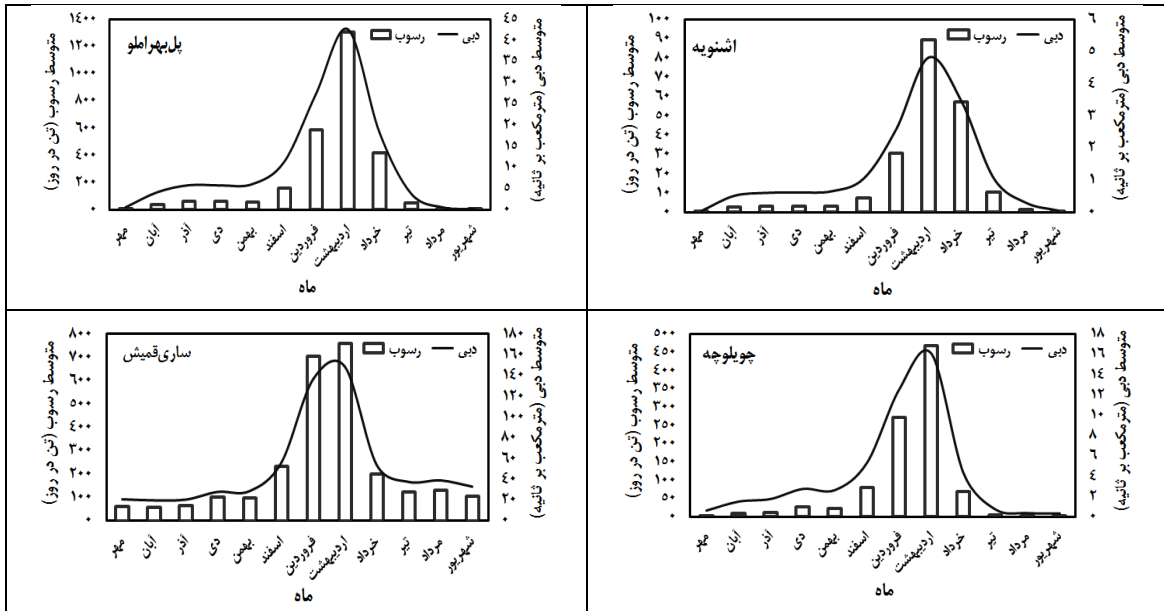 پل‌بهراملو
رسوب
دبی
متوسط رسوب (تن در روز)
۱۴۰۰
۱۲۰۰
۱۰۰۰
۸۰۰
۶۰۰
۴۰۰
۲۰۰
۰
متوسط دبی (مترمکعب بر ثانیه)
۴۵
۴۰
۳۵
۳۰
۲۵
۲۰
۱۵
۱۰
۵
۰
مهر
آبان
آذر
دی
بهمن
اسفند
فروردین
اردیبهشت
خرداد
تیر
مرداد
شهریور
ماه
اشنویه
رسوب
دبی
متوسط رسوب (تن در روز)
۱۰۰
۹۰
۸۰
۷۰
۶۰
۵۰
۴۰
۳۰
۲۰
۱۰
۰
متوسط دبی (مترمکعب بر ثانیه)
۶
۵
۴
۳
۲
۱
۰
مهر
آبان
آذر
دی
بهمن
اسفند
فروردین
اردیبهشت
خرداد
تیر
مرداد
شهریور
ماه
ساری‌قمیش
رسوب
دبی
متوسط رسوب (تن در روز)
۸۰۰
۷۰۰
۶۰۰
۵۰۰
۴۰۰
۳۰۰
۲۰۰
۱۰۰
۰
متوسط دبی (مترمکعب بر ثانیه)
۱۸۰
۱۶۰
۱۴۰
۱۲۰
۱۰۰
۸۰
۶۰
۴۰
۲۰
۰
مهر
آبان
آذر
دی
بهمن
اسفند
فروردین
اردیبهشت
خرداد
تیر
مرداد
شهریور
ماه
چوپلوچه
رسوب
دبی
متوسط رسوب (تن در روز)
۵۰۰
۴۵۰
۴۰۰
۳۵۰
۳۰۰
۲۵۰
۲۰۰
۱۵۰
۱۰۰
۵۰
۰
متوسط دبی (مترمکعب بر ثانیه)
۱۸
۱۶
۱۴
۱۲
۱۰
۸
۶
۴
۲
۰
مهر
آبان
آذر
دی
بهمن
اسفند
فروردین
اردیبهشت
خرداد
تیر
مرداد
شهریور
ماه